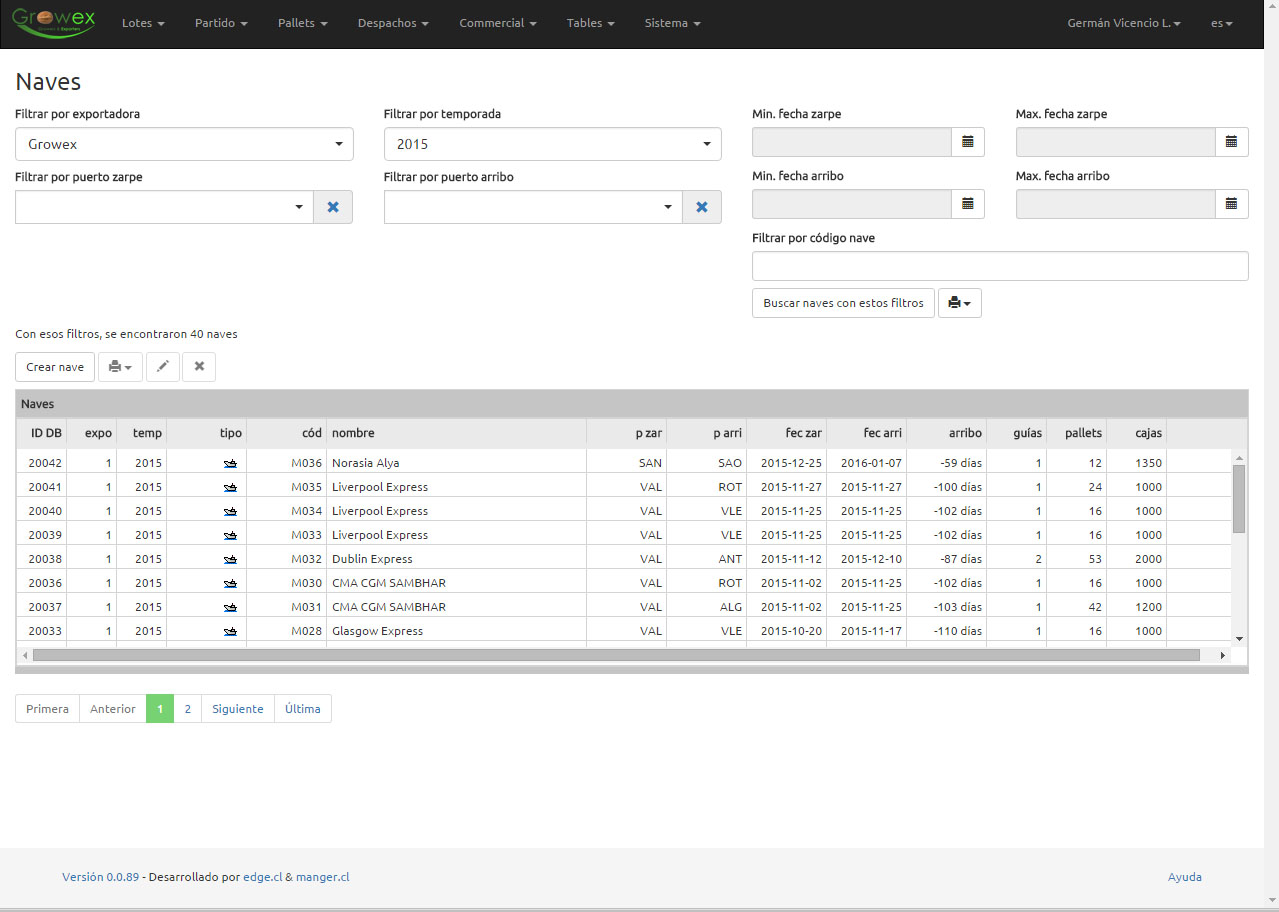 Growex
Lotes Partido Pallets Despachos Commercial Tables Sistema Germán Vicencio L. es
Naves
Filtrar por exportadora Filtrar por temporada Min. fecha zarpe Max. fecha zarpe
Growex 2015
Filtrar por puerto zarpe Filtrar por puerto arribo Min. fecha arribo Max. fecha arribo
Filtrar por código nave
Buscar naves con estos filtros
Con esos filtros, se encontraron 40 naves
Crear nave
Naves
ID DB expo temp tipo cód nombre p zar p arri fec zar fec arri arribo guías pallets cajas
20042 1 2015 M036 Norasia Alya SAN SAO 2015-12-25 2016-01-07 -59 días 1 12 1350
20041 1 2015 M035 Liverpool Express VAL ROT 2015-11-27 2015-11-27 -100 días 1 24 1000
20040 1 2015 M034 Liverpool Express VAL VLE 2015-11-25 2015-11-25 -102 días 1 16 1000
20039 1 2015 M033 Liverpool Express VAL VLE 2015-11-25 2015-11-25 -102 días 1 16 1000
20038 1 2015 M032 Dublin Express VAL ANT 2015-11-12 2015-12-10 -87 días 2 53 2000
20036 1 2015 M030 CMA CGM SAMBHAR VAL ROT 2015-11-02 2015-11-25 -102 días 1 16 1000
20037 1 2015 M031 CMA CGM SAMBHAR VAL ALG 2015-11-02 2015-11-25 -103 días 1 42 1200
20033 1 2015 M028 Glasgow Express VAL VLE 2015-10-20 2015-11-17 -110 días 1 16 1000
Primera Anterior 1 2 Siguiente Última
Versión 0.0.89 - Desarrollado por edge.cl & manger.cl Ayuda